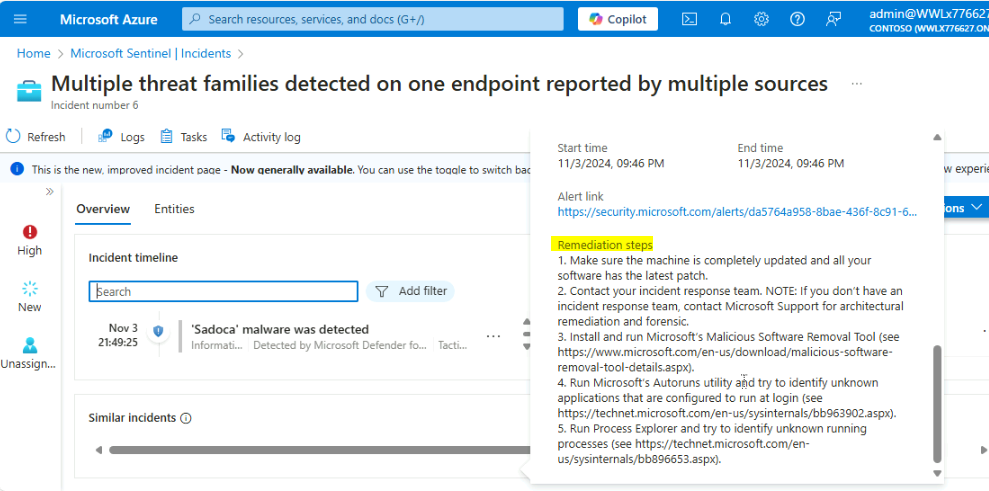 Microsoft Azure
Search resources, services, and docs (G+/)
Copilot
admin@WWLx776627
CONTOSO (WWLX776627.ON
Home > Microsoft Sentinel | Incidents >
Multiple threat families detected on one endpoint reported by multiple sources
...
Incident number 6
Refresh
Logs
Tasks
Activity log
This is the new, improved incident page - Now generally available. You can use the toggle to switch bac
w experie
ions
High
New
Unassign...
Overview
Entities
Incident timeline
Search
Add filter
Nov 3
21:49:25
'Sadoca' malware was detected
Informati... Detected by Microsoft Defender fo... Tacti...
...
Similar incidents
Start time
End time
11/3/2024, 09:46 PM
11/3/2024, 09:46 PM
Alert link
https://security.microsoft.com/alerts/da5764a958-8bae-436f-8c91-6...
Remediation steps
1. Make sure the machine is completely updated and all your
software has the latest patch.
2. Contact your incident response team. NOTE: If you don't have an
incident response team, contact Microsoft Support for architectural
remediation and forensic.
3. Install and run Microsoft's Malicious Software Removal Tool (see
https://www.microsoft.com/en-us/download/malicious-software-
removal-tool-details.aspx).
4. Run Microsoft's Autoruns utility and try to identify unknown
applications that are configured to run at login (see
https://technet.microsoft.com/en-us/sysinternals/bb963902.aspx).
5. Run Process Explorer and try to identify unknown running
processes (see https://technet.microsoft.com/en-
us/sysinternals/bb896653.aspx).